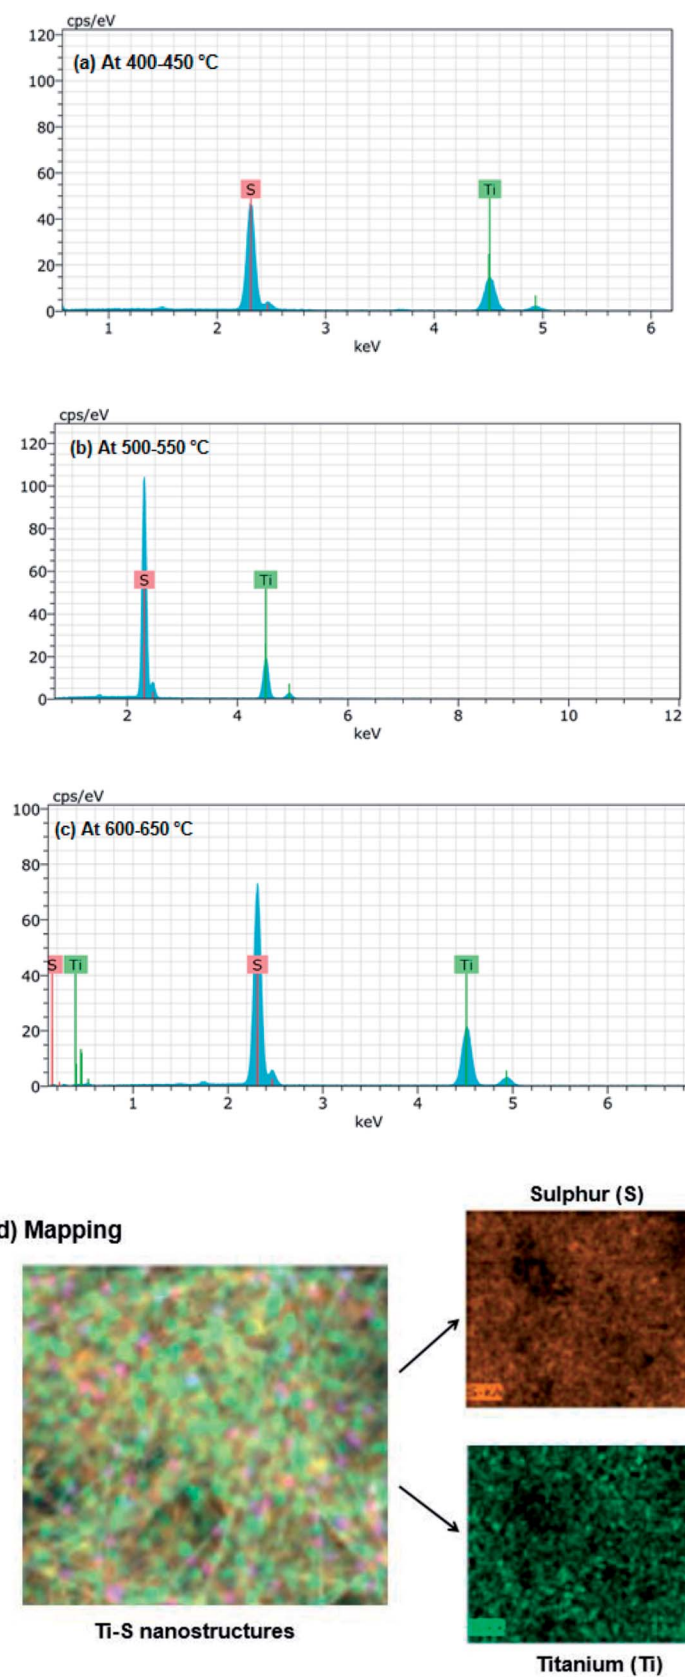 cps/eV
120
(a) At 400-450 °C
100
80
60
S
Ti
40
20
0
1 2 3 4 5 6
keV
cps/eV
120
(b) At 500-550 °C
100
80
60
S
Ti
40
20
0
2 4 6 8 10 12
keV
cps/eV
100
(c) At 600-650 °C
80
60
S Ti S Ti
40
20
0
1 2 3 4 5 6
keV
Sulphur (S)
d) Mapping
Ti-S nanostructures
Titanium (Ti)